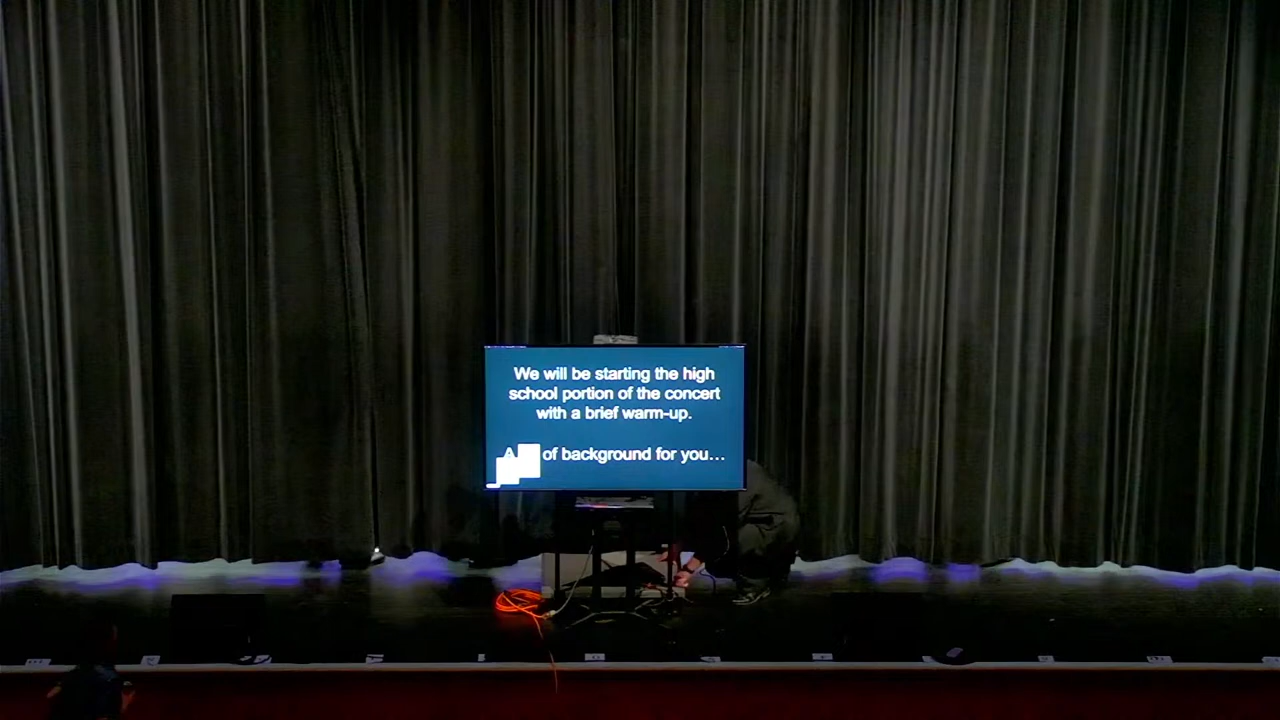 We will be starting the high
school portion of the concert
with a brief warm-up.
A of background for you…